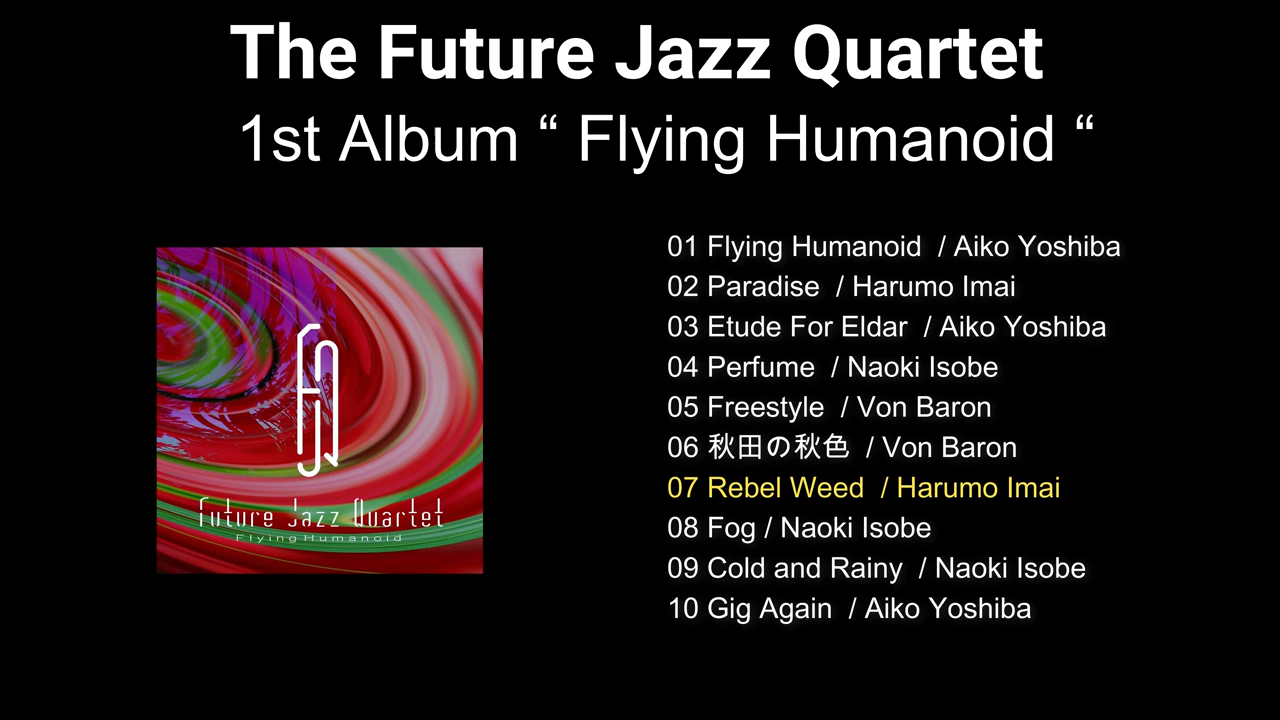 The Future Jazz Quartet
1st Album “ Flying Humanoid “
FJQ
Future Jazz Quartet
Flying Humanoid
01 Flying Humanoid / Aiko Yoshiba
02 Paradise / Harumo Imai
03 Etude For Eldar / Aiko Yoshiba
04 Perfume / Naoki Isobe
05 Freestyle / Von Baron
06 秋田の秋色 / Von Baron
07 Rebel Weed / Harumo Imai
08 Fog / Naoki Isobe
09 Cold and Rainy / Naoki Isobe
10 Gig Again / Aiko Yoshiba